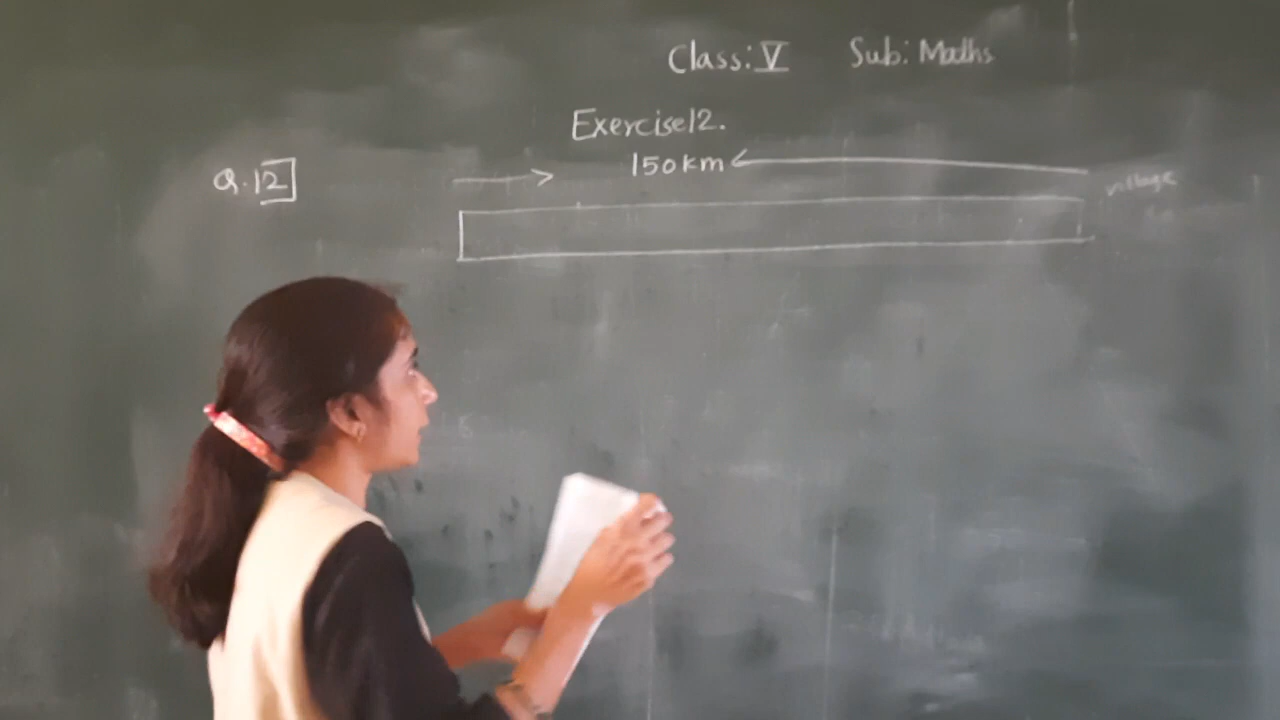 Class: V Sub: Maths
Exercise12.
Q.12
150km
village